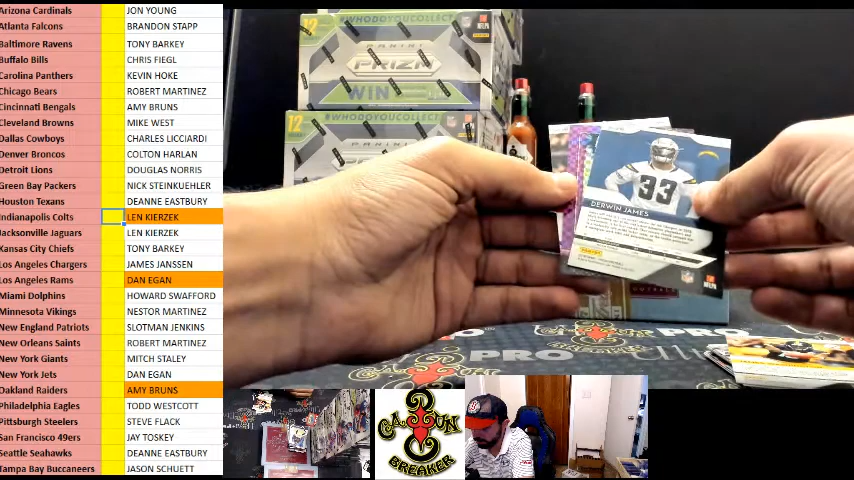 Arizona Cardinals JON YOUNG
Atlanta Falcons BRANDON STAPP
Baltimore Ravens TONY BARKEY
Buffalo Bills CHRIS FIEGL
Carolina Panthers KEVIN HOKE
Chicago Bears ROBERT MARTINEZ
Cincinnati Bengals AMY BRUNS
Cleveland Browns MIKE WEST
Dallas Cowboys CHARLES LICCIARDI
Denver Broncos COLTON HARLAN
Detroit Lions DOUGLAS NORRIS
Green Bay Packers NICK STEINKUEHLER
Houston Texans DEANNE EASTBURY
Indianapolis Colts LEN KIERZEK
Jacksonville Jaguars LEN KIERZEK
Kansas City Chiefs TONY BARKEY
Los Angeles Chargers JAMES JANSSEN
Los Angeles Rams DAN EGAN
Miami Dolphins HOWARD SWAFFORD
Minnesota Vikings NESTOR MARTINEZ
New England Patriots SLOTMAN JENKINS
New Orleans Saints ROBERT MARTINEZ
New York Giants MITCH STALEY
New York Jets DAN EGAN
Oakland Raiders AMY BRUNS
Philadelphia Eagles TODD WESTCOTT
Pittsburgh Steelers STEVE FLACK
San Francisco 49ers JAY TOSKEY
Seattle Seahawks DEANNE EASTBURY
Tampa Bay Buccaneers JASON SCHUETT
12 #WHODOYOUCOLLECT
PANINI
PRIZM
WIN
12 #WHODOYOUCOLLECT
33
DERWIN JAMES
PRO
CAJUN
BREAKER